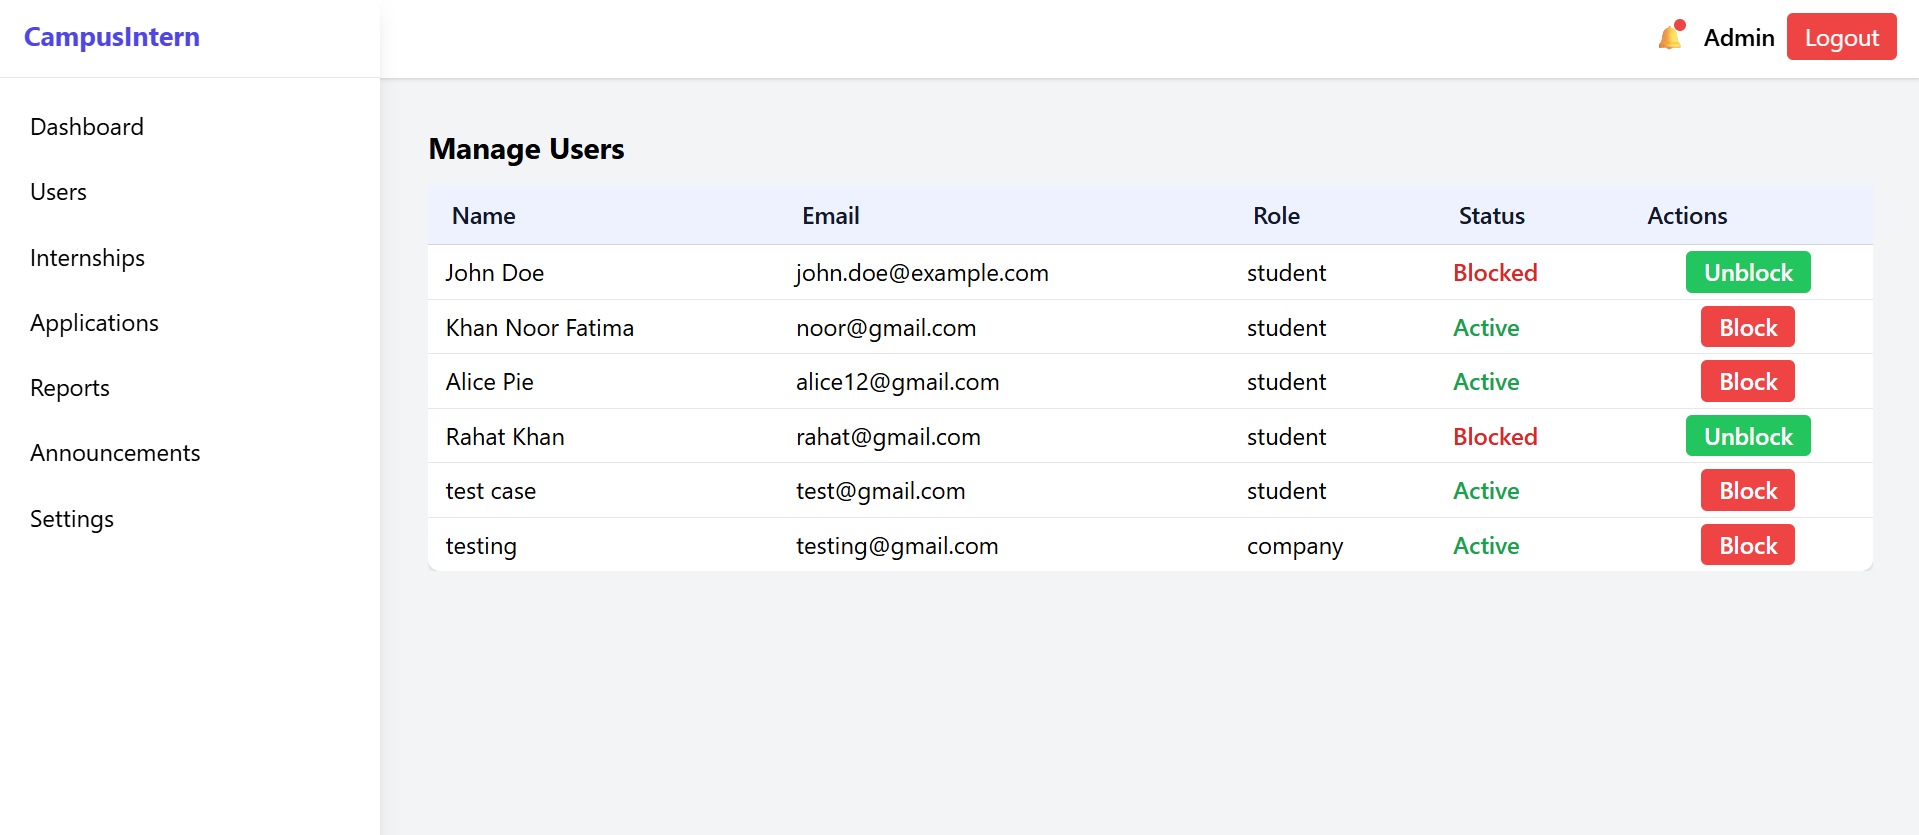 CampusIntern
Admin Logout
Dashboard
Users
Internships
Applications
Reports
Announcements
Settings
Manage Users
Name Email Role Status Actions
John Doe john.doe@example.com student Blocked Unblock
Khan Noor Fatima noor@gmail.com student Active Block
Alice Pie alice12@gmail.com student Active Block
Rahat Khan rahat@gmail.com student Blocked Unblock
test case test@gmail.com student Active Block
testing testing@gmail.com company Active Block